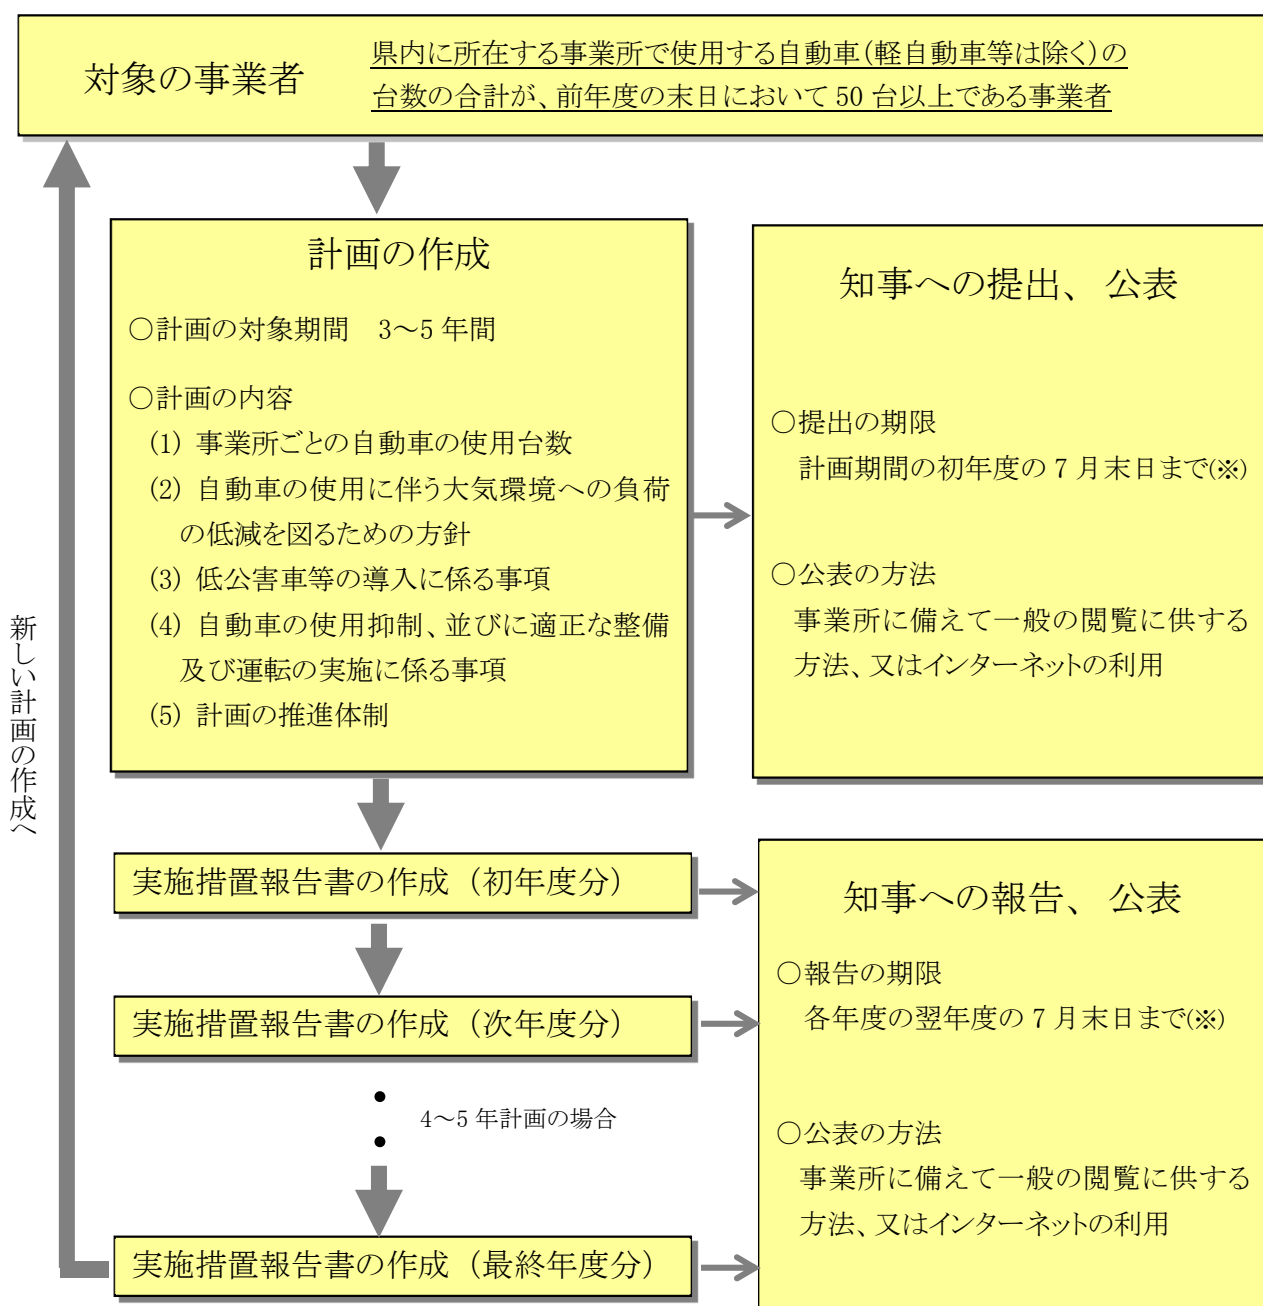 対象の事業者
県内に所在する事業所で使用する自動車(軽自動車等は除く)の
台数の合計が、前年度の末日において 50 台以上である事業者
計画の作成
○計画の対象期間　3～5 年間
○計画の内容
(1) 事業所ごとの自動車の使用台数
(2) 自動車の使用に伴う大気環境への負荷
の低減を図るための方針
(3) 低公害車等の導入に係る事項
(4) 自動車の使用抑制、並びに適正な整備
及び運転の実施に係る事項
(5) 計画の推進体制
知事への提出、 公表
○提出の期限
計画期間の初年度の 7 月末日まで(※)
○公表の方法
事業所に備えて一般の閲覧に供する
方法、又はインターネットの利用
新しい計画の作成へ
実施措置報告書の作成（初年度分）
実施措置報告書の作成（次年度分）
4～5 年計画の場合
実施措置報告書の作成（最終年度分）
知事への報告、 公表
○報告の期限
各年度の翌年度の 7 月末日まで(※)
○公表の方法
事業所に備えて一般の閲覧に供する
方法、又はインターネットの利用